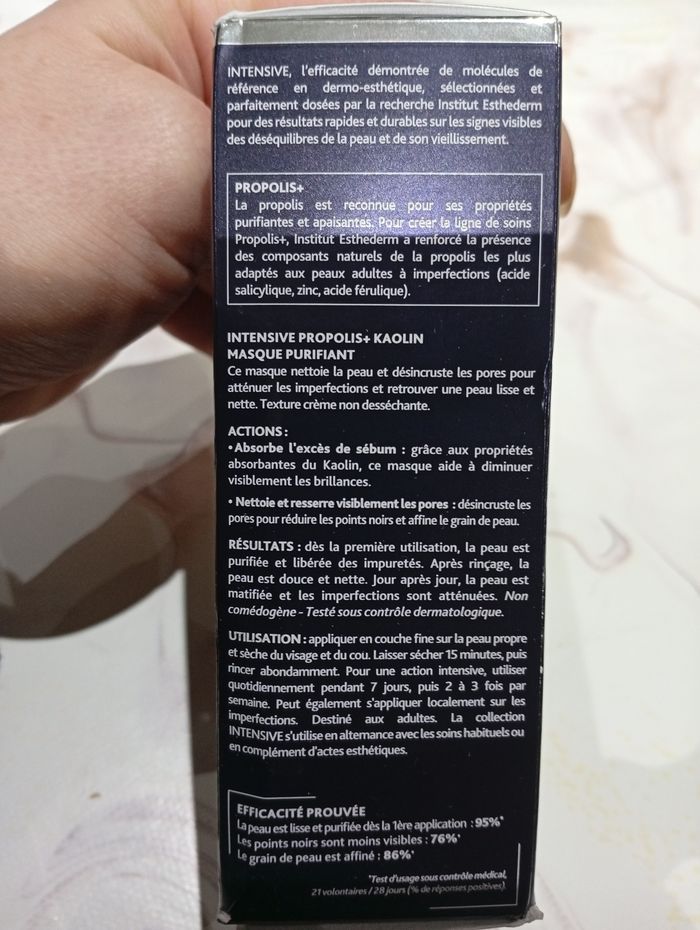 INTENSIVE, l'efficacité démontrée de molécules de
référence en dermo-esthétique, sélectionnées et
parfaitement dosées par la recherche Institut Esthederm
pour des résultats rapides et durables sur les signes visibles
des déséquilibres de la peau et de son vieillissement.
PROPOLIS+
La propolis est reconnue pour ses propriétés
purifiantes et apaisantes. Pour créer la ligne de soins
Propolis+, Institut Esthederm a renforcé la présence
des composants naturels de la propolis les plus
adaptés aux peaux adultes à imperfections (acide
salicylique, zinc, acide férulique).
INTENSIVE PROPOLIS+ KAOLIN
MASQUE PURIFIANT
Ce masque nettoie la peau et désincruste les pores pour
atténuer les imperfections et retrouver une peau lisse et
nette. Texture crème non desséchante.
ACTIONS :
• Absorbe l'excès de sébum : grâce aux propriétés
absorbantes du Kaolin, ce masque aide à diminuer
visiblement les brillances.
• Nettoie et resserre visiblement les pores : désincruste les
pores pour réduire les points noirs et affine le grain de peau.
RÉSULTATS : dès la première utilisation, la peau est
purifiée et libérée des impuretés. Après rinçage, la
peau est douce et nette. Jour après jour, la peau est
matifiée et les imperfections sont atténuées. Non
comédogène - Testé sous contrôle dermatologique.
UTILISATION : appliquer en couche fine sur la peau propre
et sèche du visage et du cou. Laisser sécher 15 minutes, puis
rincer abondamment. Pour une action intensive, utiliser
quotidiennement pendant 7 jours, puis 2 à 3 fois par
semaine. Peut également s'appliquer localement sur les
imperfections. Destiné aux adultes. La collection
INTENSIVE s'utilise en alternance avec les soins habituels ou
en complément d'actes esthétiques.
EFFICACITÉ PROUVÉE
La peau est lisse et purifiée dès la 1ère application : 95%*
Les points noirs sont moins visibles : 76%*
Le grain de peau est affiné : 86%*
*Test d'usage sous contrôle médical,
21 volontaires / 28 jours (% de réponses positives).